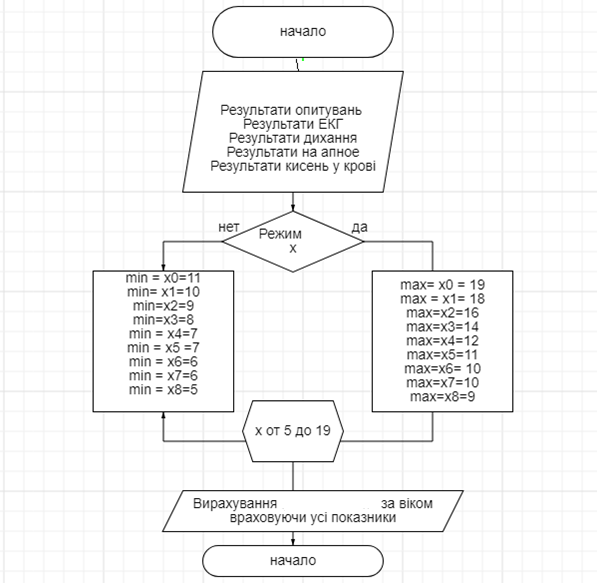 начало
Результати опитувань
Результати ЕКГ
Результати дихання
Результати на апное
Результати кисень у крові
нет
Режим
х
да
min = x0=11
min= x1=10
min=x2=9
min=x3=8
min = x4=7
min = x5 =7
min = x6=6
min = x7=6
min = x8=5
max= x0 = 19
max = x1= 18
max=x2=16
max=x3=14
max=x4=12
max=x5=11
max=x6= 10
max=x7=10
max=x8=9
х от 5 до 19
Вирахування за віком
враховуючи усі показники
начало